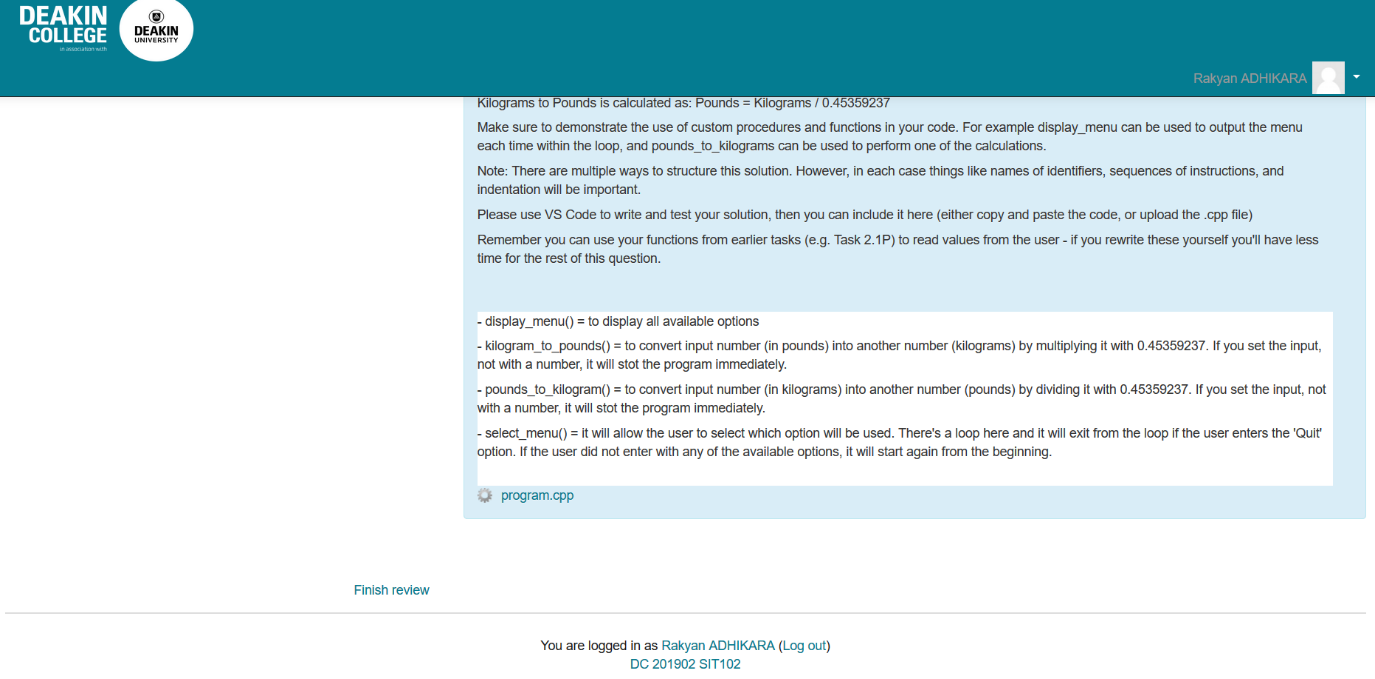 DEAKIN
COLLEGE
in association with
DEAKIN
UNIVERSITY
Rakyan ADHIKARA
Kilograms to Pounds is calculated as: Pounds = Kilograms / 0.45359237
Make sure to demonstrate the use of custom procedures and functions in your code. For example display_menu can be used to output the menu
each time within the loop, and pounds_to_kilograms can be used to perform one of the calculations.
Note: There are multiple ways to structure this solution. However, in each case things like names of identifiers, sequences of instructions, and
indentation will be important.
Please use VS Code to write and test your solution, then you can include it here (either copy and paste the code, or upload the .cpp file)
Remember you can use your functions from earlier tasks (e.g. Task 2.1P) to read values from the user - if you rewrite these yourself you'll have less
time for the rest of this question.
- display_menu() = to display all available options
- kilogram_to_pounds() = to convert input number (in pounds) into another number (kilograms) by multiplying it with 0.45359237. If you set the input,
not with a number, it will stot the program immediately.
- pounds_to_kilogram() = to convert input number (in kilograms) into another number (pounds) by dividing it with 0.45359237. If you set the input, not
with a number, it will stot the program immediately.
- select_menu() = it will allow the user to select which option will be used. There's a loop here and it will exit from the loop if the user enters the 'Quit'
option. If the user did not enter with any of the available options, it will start again from the beginning.
program.cpp
Finish review
You are logged in as Rakyan ADHIKARA (Log out)
DC 201902 SIT102